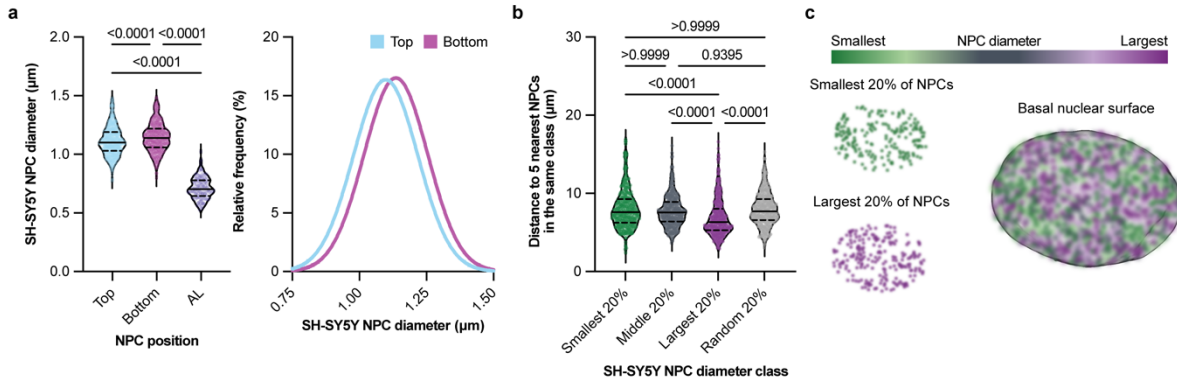 a
<0.0001 <0.0001
<0.0001
SH-SY5Y NPC diameter (μm)
2.0
1.5
1.0
0.5
0.0
Top
Bottom
AL
NPC position
Top
Bottom
Relative frequency (%)
20
15
10
5
0
0.75
1.00
1.25
1.50
SH-SY5Y NPC diameter (μm)
b
>0.9999
>0.9999
0.9395
<0.0001
<0.0001 <0.0001
Distance to 5 nearest NPCs
in the same class (μm)
30
20
10
0
Smallest 20%
Middle 20%
Largest 20%
Random 20%
SH-SY5Y NPC diameter class
c
Smallest
NPC diameter
Largest
Smallest 20% of NPCs
Basal nuclear surface
Largest 20% of NPCs